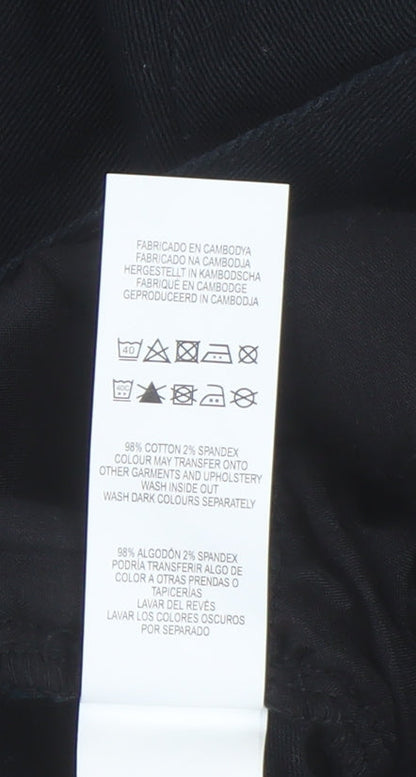 FABRICADO EN CAMBODYA
FABRICADO NA CAMBODJA
HERGESTELLT IN KAMBODSCHA
FABRIQUÉ EN CAMBODGE
GEPRODUCEERD IN CAMBODJA
40
40C
98% COTTON 2% SPANDEX
COLOUR MAY TRANSFER ONTO
OTHER GARMENTS AND UPHOLSTERY
WASH INSIDE OUT
WASH DARK COLOURS SEPARATELY
98% ALGODÓN 2% SPANDEX
PODRÍA TRANSFERIR ALGO DE
COLOR A OTRAS PRENDAS O
TAPICERÍAS
LAVAR DEL REVÉS
LAVAR LOS COLORES OSCUROS
POR SEPARADO